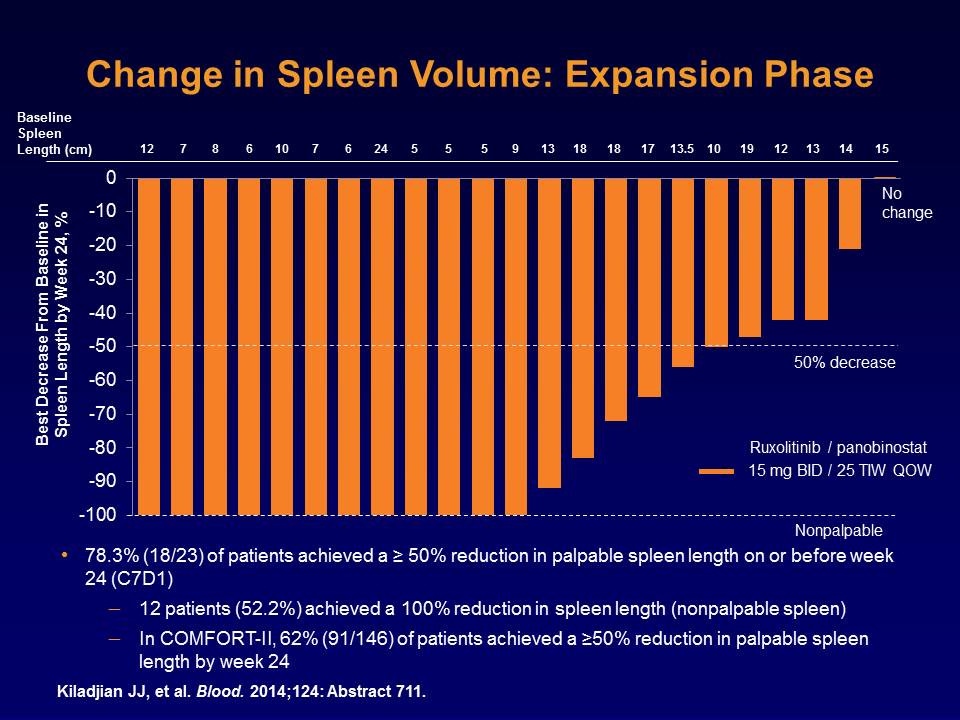 Change in Spleen Volume: Expansion Phase
Baseline
Spleen
Length (cm)
12 7 8 6 10 7 6 24 5 5 5 9 13 18 18 17 13.5 10 19 12 13 14 15
Best Decrease From Baseline in
Spleen Length by Week 24, %
0
-10
-20
-30
-40
-50
-60
-70
-80
-90
-100
No
change
50% decrease
Ruxolitinib / panobinostat
15 mg BID / 25 TIW QOW
Nonpalpable
• 78.3% (18/23) of patients achieved a ≥ 50% reduction in palpable spleen length on or before week
24 (C7D1)
– 12 patients (52.2%) achieved a 100% reduction in spleen length (nonpalpable spleen)
– In COMFORT-II, 62% (91/146) of patients achieved a ≥50% reduction in palpable spleen
length by week 24
Kiladjian JJ, et al. Blood. 2014;124: Abstract 711.